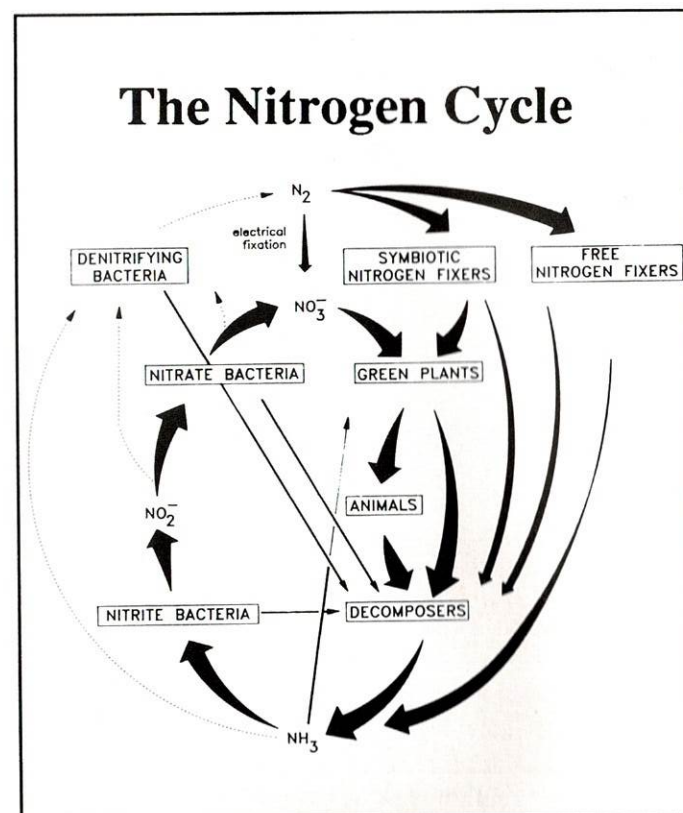 The Nitrogen Cycle
N₂
electrical
fixation
DENITRIFYING
BACTERIA
SYMBIOTIC
NITROGEN FIXERS
FREE
NITROGEN FIXERS
NO₃⁻
NITRATE BACTERIA
GREEN PLANTS
NO₂⁻
ANIMALS
NITRITE BACTERIA
DECOMPOSERS
NH₃